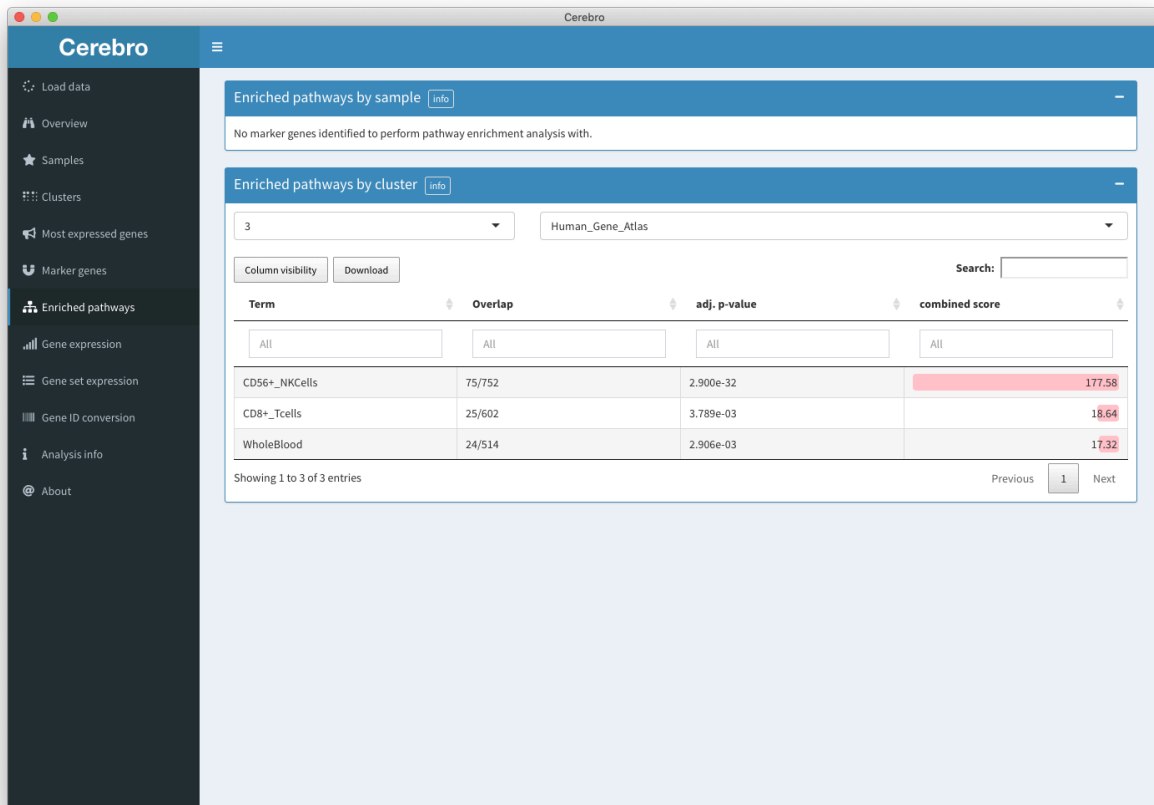 Cerebro
Cerebro
Load data
Overview
Samples
Clusters
Most expressed genes
Marker genes
Enriched pathways
Gene expression
Gene set expression
Gene ID conversion
Analysis info
About
Enriched pathways by sample info
No marker genes identified to perform pathway enrichment analysis with.
Enriched pathways by cluster info
3 Human_Gene_Atlas
Column visibility Download Search:
Term Overlap adj. p-value combined score
All All All All
CD56+_NKCells 75/752 2.900e-32 177.58
CD8+_Tcells 25/602 3.789e-03 18.64
WholeBlood 24/514 2.906e-03 17.32
Showing 1 to 3 of 3 entries Previous 1 Next